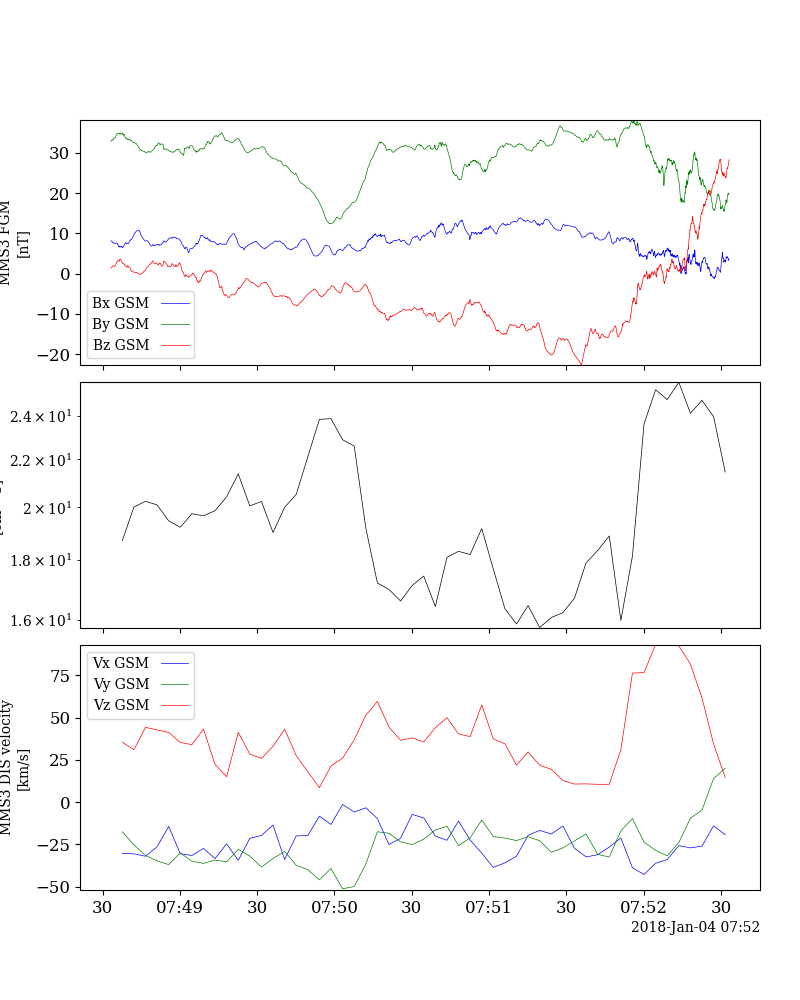 MMS3 FGM
[nT]
30
20
10
0
−10
−20
Bx GSM
By GSM
Bz GSM
2.4 × 10¹
2.2 × 10¹
2 × 10¹
1.8 × 10¹
1.6 × 10¹
MMS3 DIS velocity
[km/s]
75
50
25
0
−25
−50
Vx GSM
Vy GSM
Vz GSM
30 07:49 30 07:50 30 07:51 30 07:52 30
2018-Jan-04 07:52